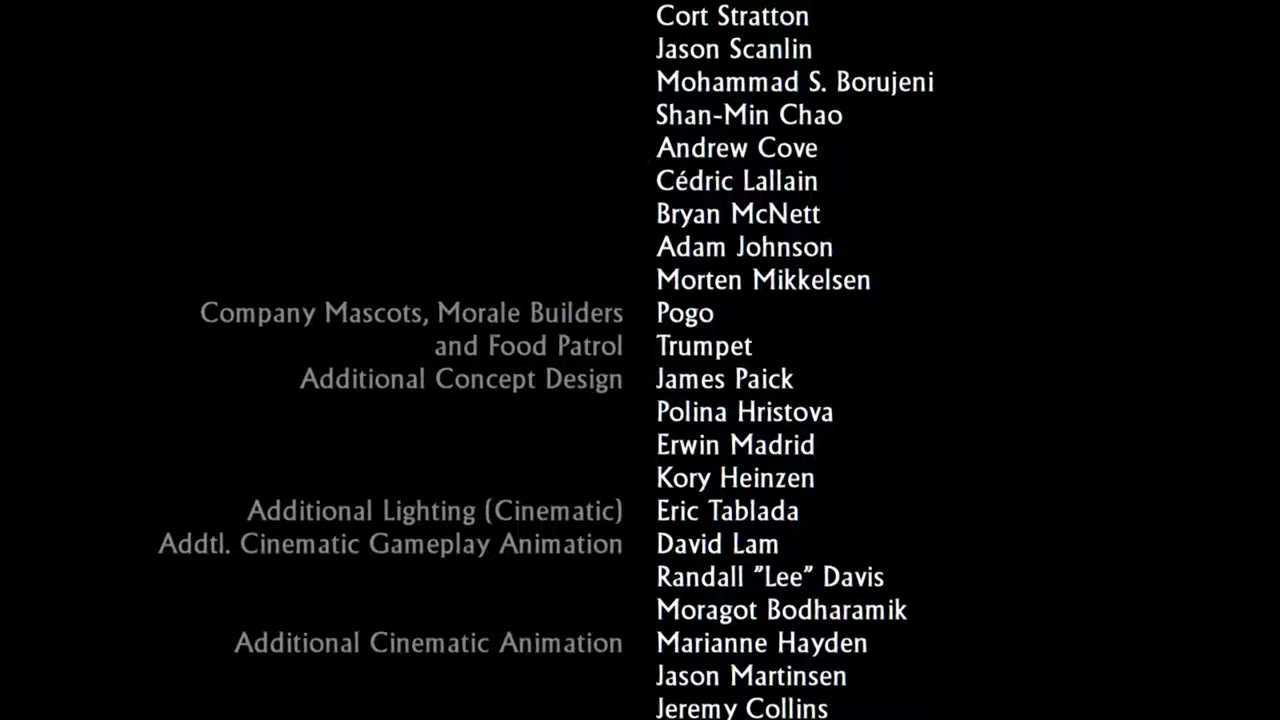 Cort Stratton
Jason Scanlin
Mohammad S. Borujeni
Shan-Min Chao
Andrew Cove
Cédric Lallain
Bryan McNett
Adam Johnson
Morten Mikkelsen
Company Mascots, Morale Builders Pogo
and Food Patrol Trumpet
Additional Concept Design James Paick
Polina Hristova
Erwin Madrid
Kory Heinzen
Additional Lighting (Cinematic) Eric Tablada
Addtl. Cinematic Gameplay Animation David Lam
Randall "Lee" Davis
Moragot Bodharamik
Additional Cinematic Animation Marianne Hayden
Jason Martinsen
Jeremy Collins